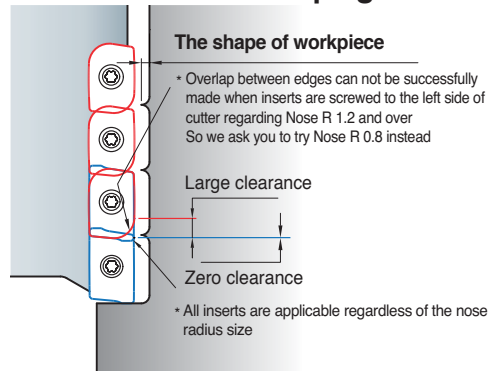 The shape of workpiece
* Overlap between edges can not be successfully
made when inserts are screwed to the left side of
cutter regarding Nose R 1.2 and over
So we ask you to try Nose R 0.8 instead
Large clearance
Zero clearance
* All inserts are applicable regardless of the nose
radius size